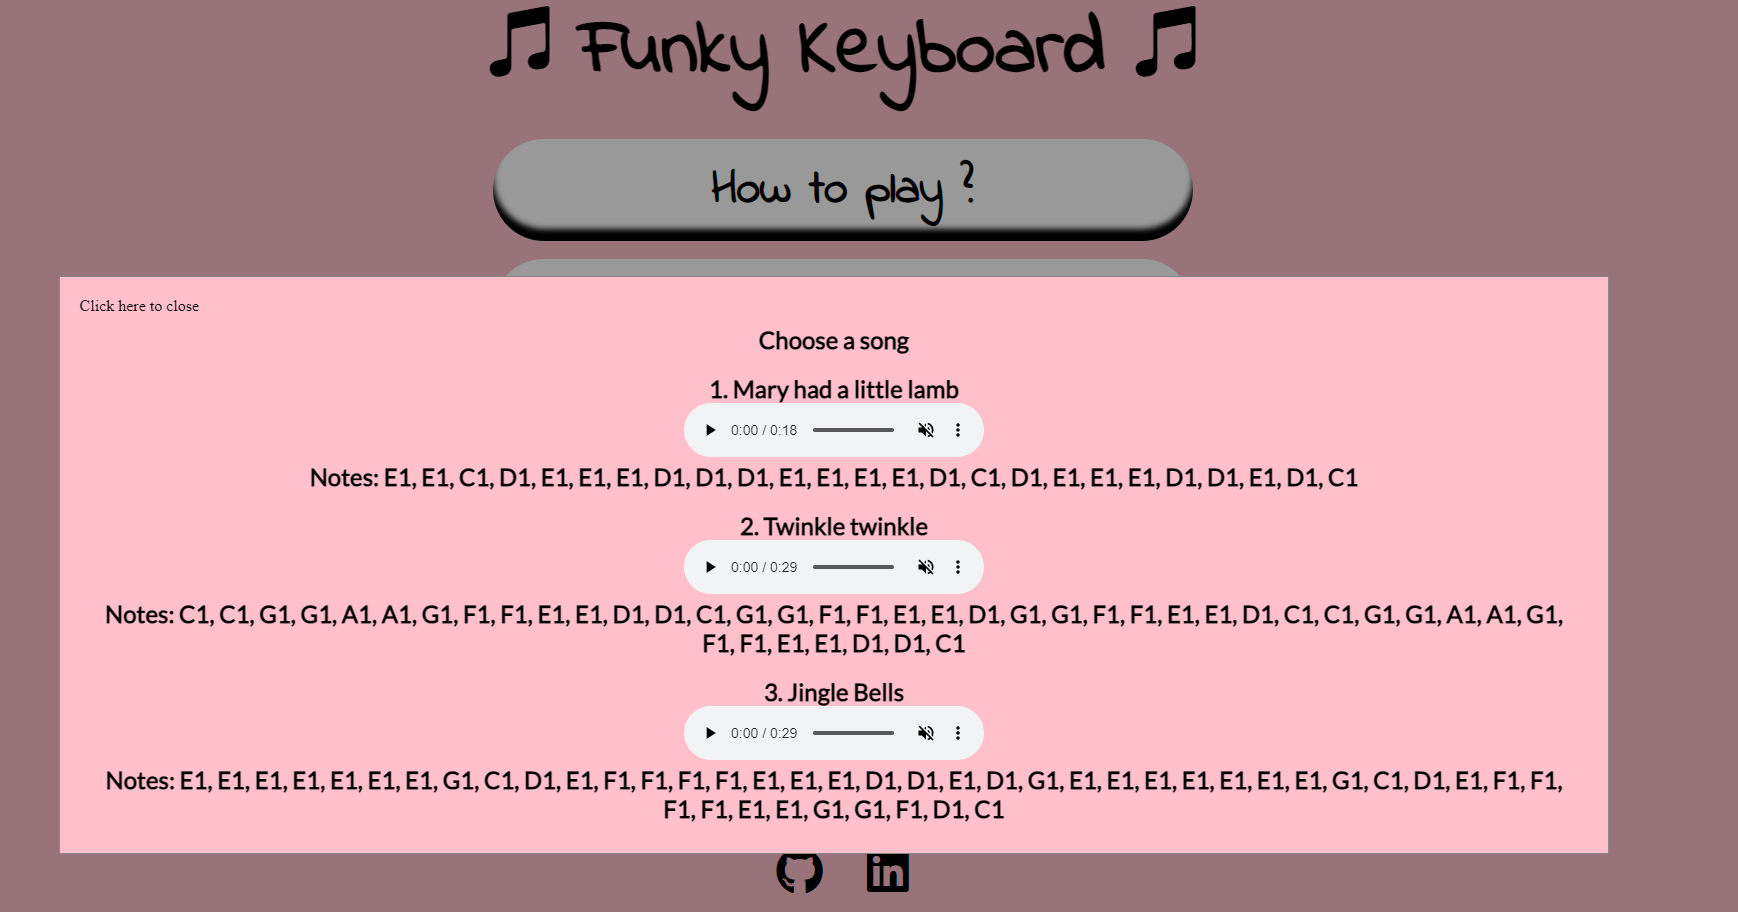 Funky Keyboard
How to play ?
Click here to close
Choose a song
1. Mary had a little lamb
0:00 / 0:18
Notes: E1, E1, C1, D1, E1, E1, E1, D1, D1, D1, E1, E1, E1, E1, D1, C1, D1, E1, E1, E1, D1, D1, E1, D1, C1
2. Twinkle twinkle
0:00 / 0:29
Notes: C1, C1, G1, G1, A1, A1, G1, F1, F1, E1, E1, D1, D1, C1, G1, G1, F1, F1, E1, E1, D1, G1, G1, F1, F1, E1, E1, D1, C1, C1, G1, G1, A1, A1, G1,
F1, F1, E1, E1, D1, D1, C1
3. Jingle Bells
0:00 / 0:29
Notes: E1, E1, E1, E1, E1, E1, E1, G1, C1, D1, E1, F1, F1, F1, F1, E1, E1, E1, D1, D1, E1, D1, G1, E1, E1, E1, E1, E1, E1, E1, G1, C1, D1, E1, F1, F1,
F1, F1, E1, E1, G1, G1, F1, D1, C1
in